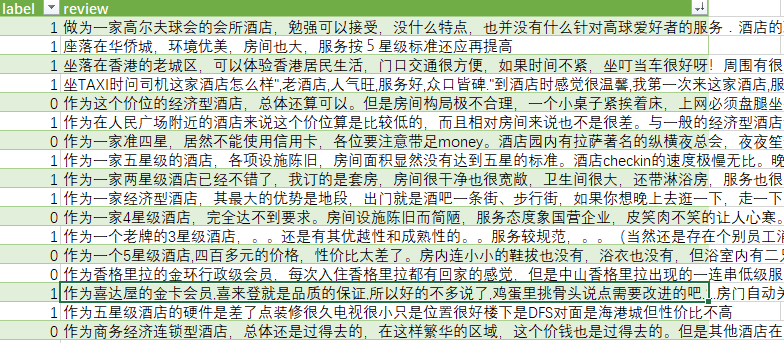 label review
1 做为一家高尔夫球会的会所酒店，勉强可以接受，没什么特点，也并没有什么针对高球爱好者的服务．酒店的
1 座落在华侨城，环境优美，房间也大，服务按５星级标准还应再提高
1 坐落在香港的老城区，可以体验香港居民生活，门口交通很方便，如果时间不紧，坐叮当车很好呀！周围有很
1 坐TAXI时问司机这家酒店怎么样",老酒店,人气旺,服务好,众口皆碑."到酒店时感觉很温馨,我第一次来这家酒店,服
0 作为这个价位的经济型酒店，总体还算可以。但是房间构局极不合理，一个小桌子紧挨着床，上网必须盘腿坐
1 作为在人民广场附近的酒店来说这个价位算是比较低的，而且相对房间来说也不是很差。与一般的经济型酒店
0 作为一家准四星，居然不能使用信用卡，各位要注意带足money。酒店园内有拉萨著名的纵横夜总会，夜夜笙
1 作为一家五星级的酒店，各项设施陈旧，房间面积显然没有达到五星的标准。酒店checkin的速度极慢无比。晚
1 作为一家两星级酒店已经不错了，我订的是套房，房间很干净也很宽敞，卫生间很大，还带淋浴房，服务也很
1 作为一家经济型酒店，其最大的优势是地段，出门就是酒吧一条街、步行街，如果你想晚上去逛一下，走一下
0 作为一家4星级酒店，完全达不到要求。房间设施陈旧而简陋，服务态度象国营企业，皮笑肉不笑的让人心寒。
1 作为一个老牌的3星级酒店，。。还是有其优越性和成熟性的。。服务较规范，。。（当然还是存在个别员工消
0 作为一个5星级酒店,四百多元的价格，性价比太差了。房内连小小的鞋拔也没有，浴衣也没有，但浴室内有二只
0 作为香格里拉的金环行政级会员，每次入住香格里拉都有回家的感觉，但是中山香格里拉出现的一连串低级服
1 作为喜达屋的金卡会员,喜来登就是品质的保证,所以好的不多说了,鸡蛋里挑骨头说点需要改进的吧...房门自动关
1 作为五星级酒店的硬件是差了点装修很久电视很小只是位置很好楼下是DFS对面是海港城但性价比不高
0 作为商务经济连锁型酒店，总体还是过得去的，在这样繁华的区域，这个价钱也是过得去的。但是其他酒店在